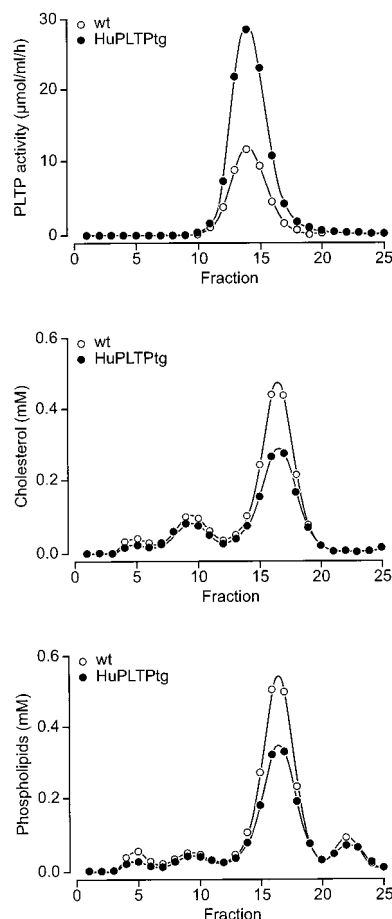 wt
HuPLTPtg
PLTP activity (μmol/ml/h)
30
20
10
0
0 5 10 15 20 25
Fraction
wt
HuPLTPtg
Cholesterol (mM)
0.6
0.4
0.2
0.0
0 5 10 15 20 25
Fraction
wt
HuPLTPtg
Phospholipids (mM)
0.6
0.4
0.2
0.0
0 5 10 15 20 25
Fraction